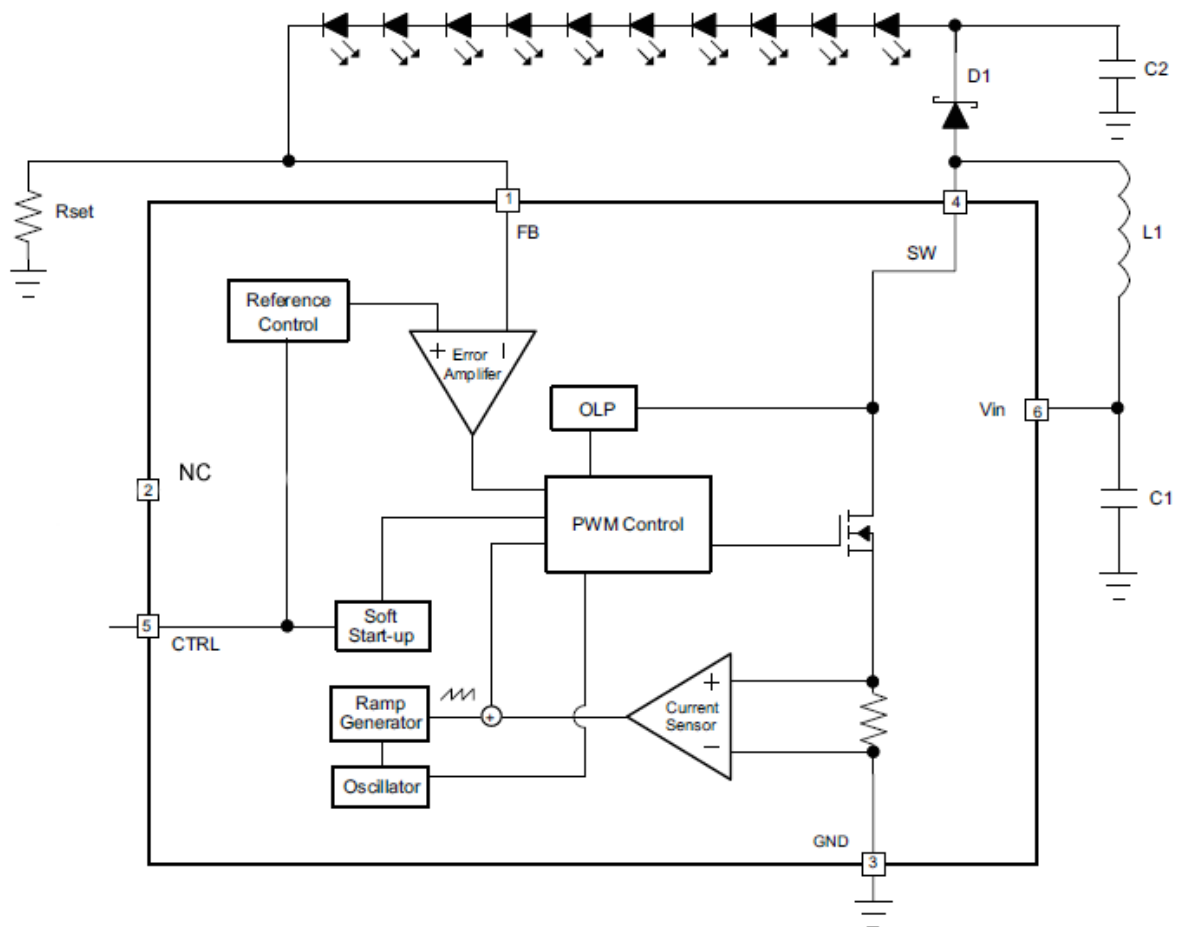 D1
C2
Rset
1
4
FB
SW
L1
Reference
Control
+
Error
Amplifer
OLP
Vin
6
NC
2
PWM Control
C1
5
CTRL
Soft
Start-up
Ramp
Generator
+
+
Current
Sensor
Oscillator
GND
3